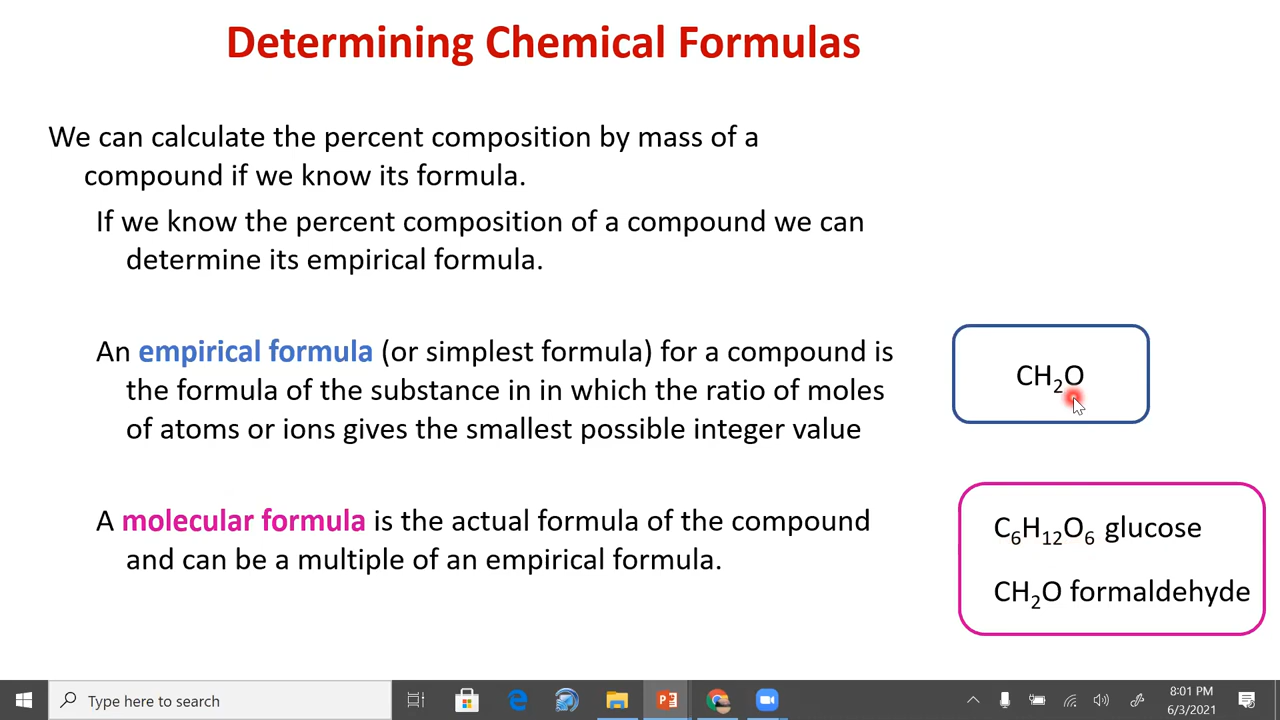 Determining Chemical Formulas
We can calculate the percent composition by mass of a
compound if we know its formula.
If we know the percent composition of a compound we can
determine its empirical formula.
An empirical formula (or simplest formula) for a compound is
the formula of the substance in in which the ratio of moles
of atoms or ions gives the smallest possible integer value
CH₂O
A molecular formula is the actual formula of the compound
and can be a multiple of an empirical formula.
C₆H₁₂O₆ glucose
CH₂O formaldehyde
Type here to search
8:01 PM
6/3/2021